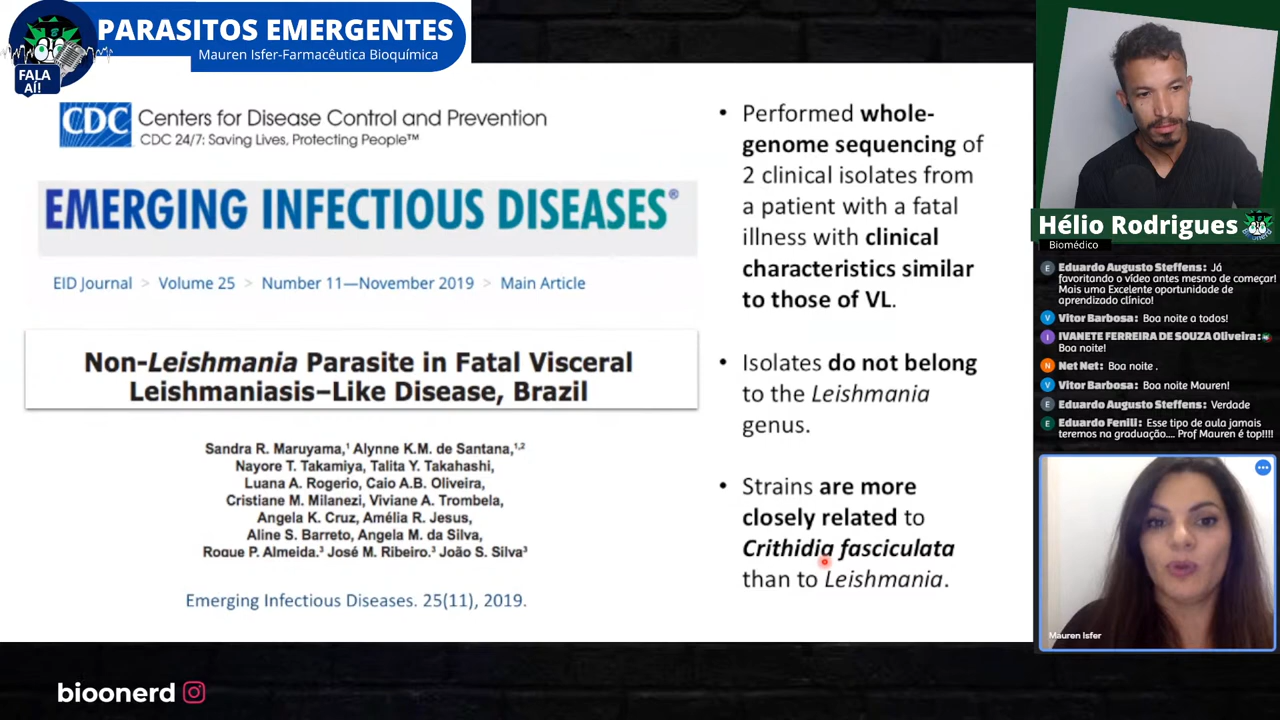 FALA
AÍ!
PARASITOS EMERGENTES
Mauren Isfer-Farmacêutica Bioquímica
CDC
Centers for Disease Control and Prevention
CDC 24/7: Saving Lives, Protecting People™
EMERGING INFECTIOUS DISEASES®
EID Journal > Volume 25 > Number 11—November 2019 > Main Article
Non-Leishmania Parasite in Fatal Visceral
Leishmaniasis–Like Disease, Brazil
Sandra R. Maruyama,¹ Alynne K.M. de Santana,¹,²
Nayore T. Takamiya, Talita Y. Takahashi,
Luana A. Rogerio, Caio A.B. Oliveira,
Cristiane M. Milanezi, Viviane A. Trombela,
Angela K. Cruz, Amélia R. Jesus,
Aline S. Barreto, Angela M. da Silva,
Roque P. Almeida,³ José M. Ribeiro,³ João S. Silva³
Emerging Infectious Diseases. 25(11), 2019.
• Performed whole-
genome sequencing of
2 clinical isolates from
a patient with a fatal
illness with clinical
characteristics similar
to those of VL.
• Isolates do not belong
to the Leishmania
genus.
• Strains are more
closely related to
Crithidia fasciculata
than to Leishmania.
Hélio Rodrigues
Biomédico
E Eduardo Augusto Steffens: Já
favoritando o vídeo antes mesmo de começar!
Mais uma Excelente oportunidade de
aprendizado clínico!
V Vitor Barbosa: Boa noite a todos!
I IVANETE FERREIRA DE SOUZA Oliveira:
Boa noite!
N Net Net: Boa noite .
V Vitor Barbosa: Boa noite Mauren!
E Eduardo Augusto Steffens: Verdade
E Eduardo Fenili: Esse tipo de aula jamais
teremos na graduação.... Prof Mauren é top!!!!
Mauren Isfer
bioonerd